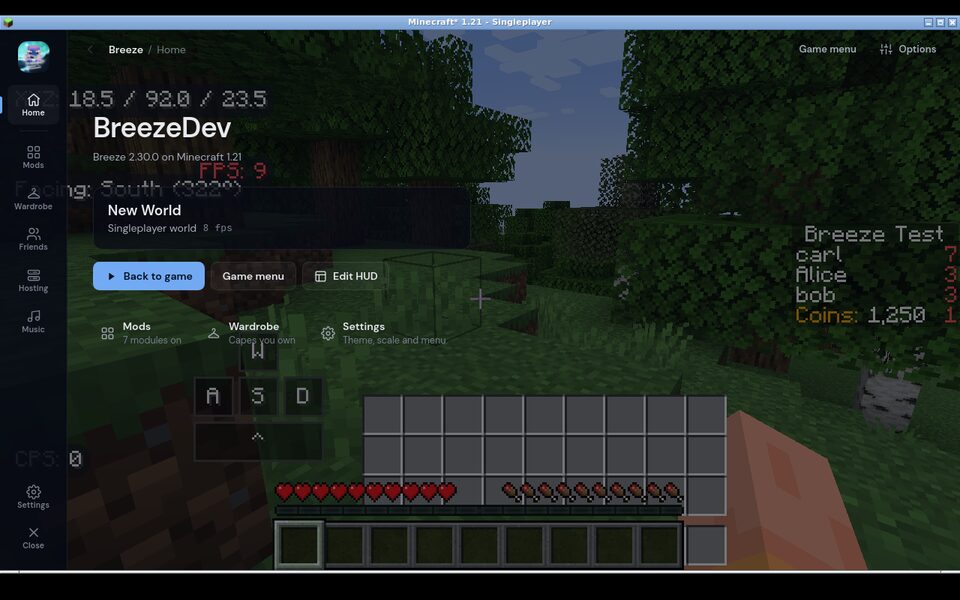 Minecraft* 1.21 - Singleplayer
Breeze / Home
Game menu
Options
18.5 / 92.0 / 23.5
Home
BreezeDev
Breeze 2.30.0 on Minecraft 1.21
FPS: 9
Mods
Facing: South (322°)
Wardrobe
New World
Singleplayer world 8 fps
Friends
Breeze Test
carl 7
Alice 3
bob 3
Coins: 1,250 1
Back to game
Game menu
Edit HUD
Hosting
Music
Mods
7 modules on
Wardrobe
Capes you own
Settings
Theme, scale and menu
W
A S D
^
CPS: 0
Settings
Close